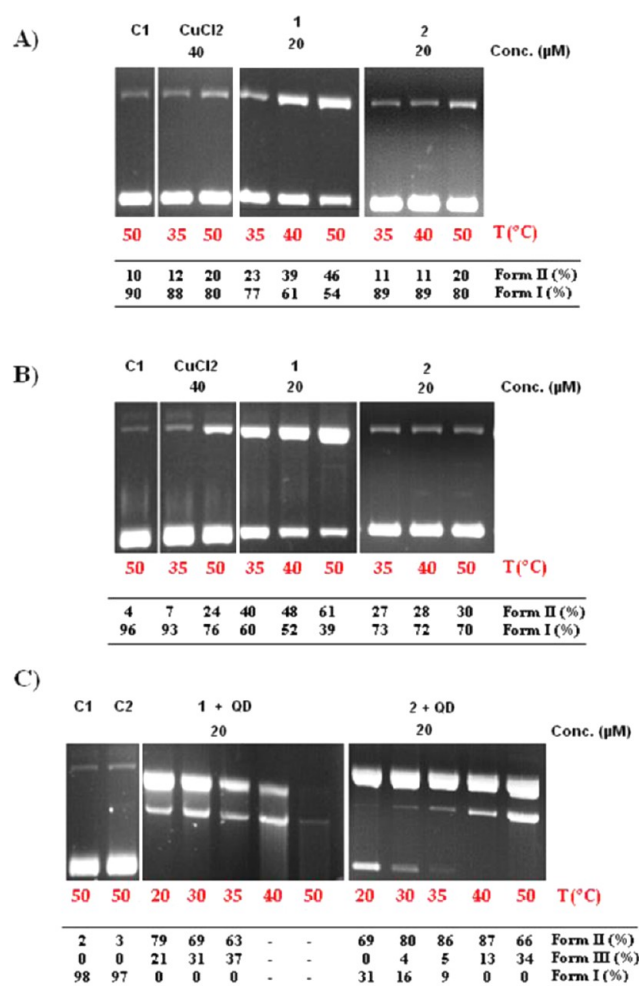 A)
C1 CuCl2 1 2
40 20 20 Conc. (µM)
50 35 50 35 40 50 35 40 50 T(°C)
10 12 20 23 39 46 11 11 20 Form II (%)
90 88 80 77 61 54 89 89 80 Form I (%)
B)
C1 CuCl2 1 2
40 20 20 Conc. (µM)
50 35 50 35 40 50 35 40 50 T(°C)
4 7 24 40 48 61 27 28 30 Form II (%)
96 93 76 60 52 39 73 72 70 Form I (%)
C)
C1 C2 1 + QD 2 + QD
20 20 Conc. (µM)
50 50 20 30 35 40 50 20 30 35 40 50 T(°C)
2 3 79 69 63 - - 69 80 86 87 66 Form II (%)
0 0 21 31 37 - - 0 4 5 13 34 Form III (%)
98 97 0 0 0 31 16 9 0 0 Form I (%)